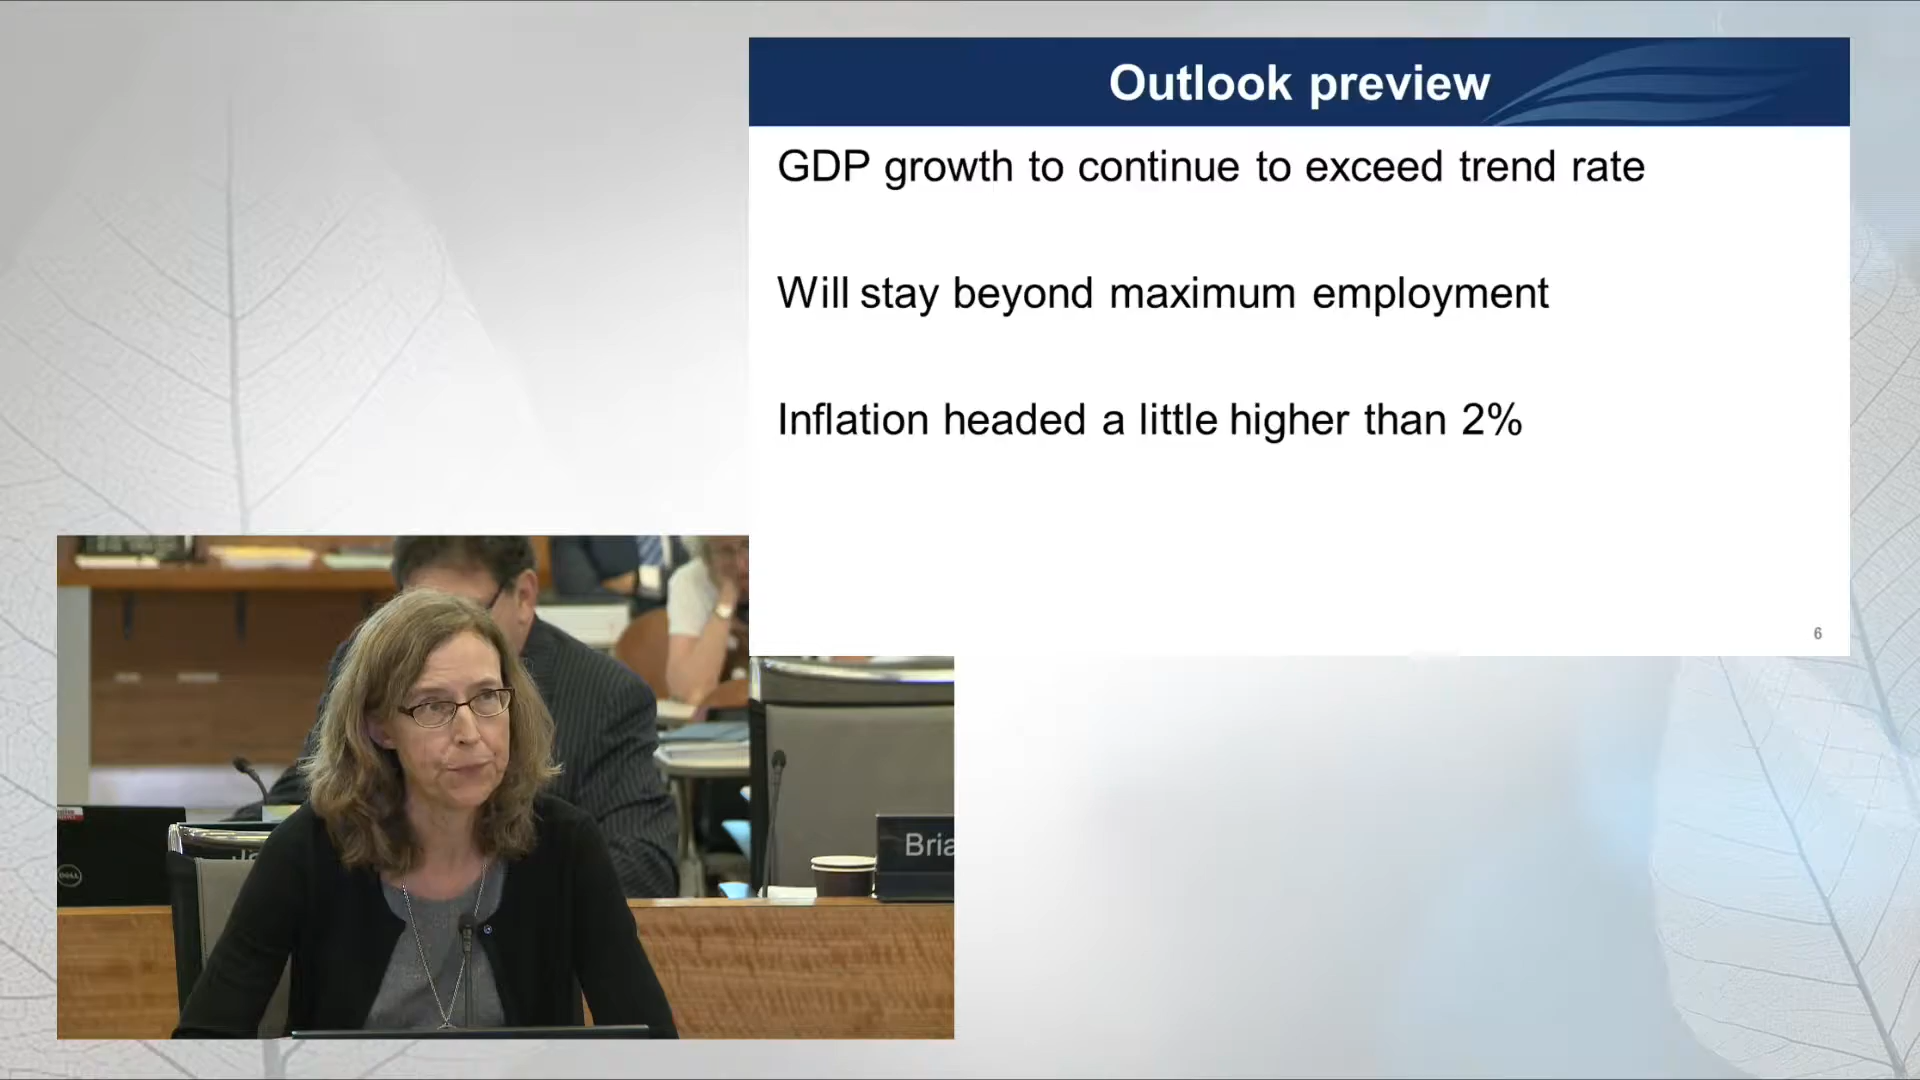 Outlook preview
GDP growth to continue to exceed trend rate
Will stay beyond maximum employment
Inflation headed a little higher than 2%
6
Bria
DELL